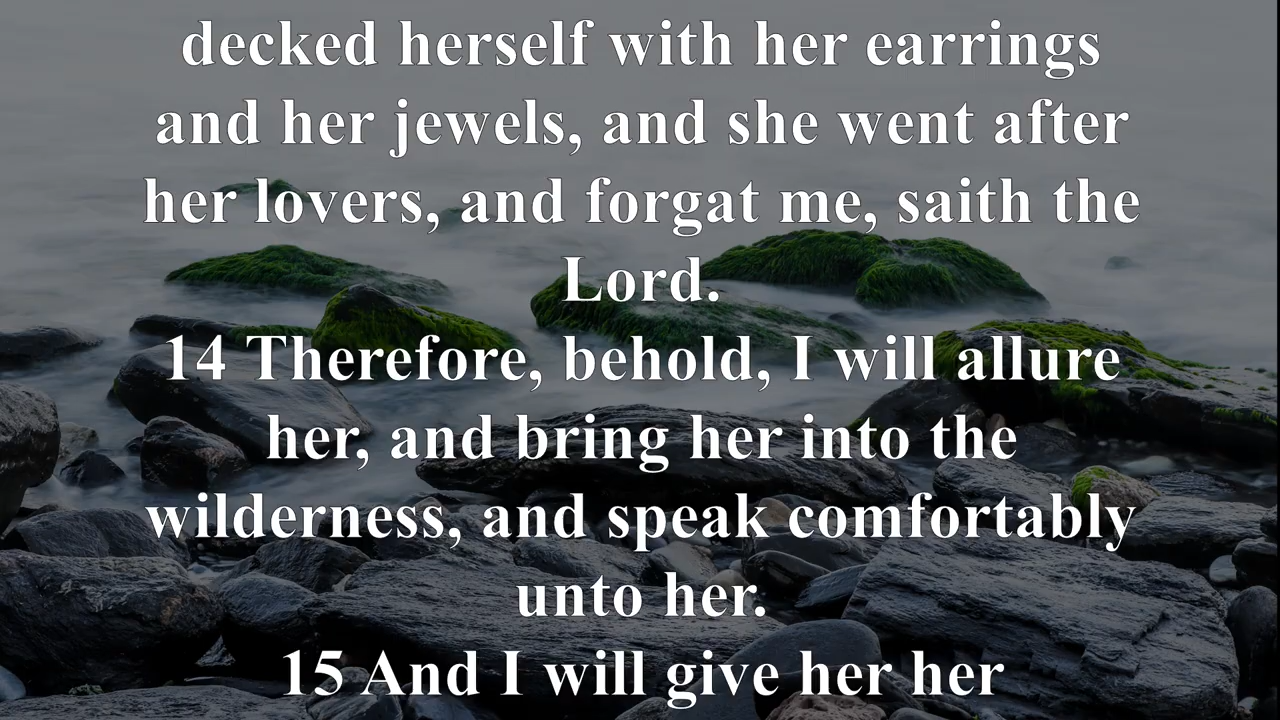 decked herself with her earrings
and her jewels, and she went after
her lovers, and forgat me, saith the
Lord.
14 Therefore, behold, I will allure
her, and bring her into the
wilderness, and speak comfortably
unto her.
15 And I will give her her